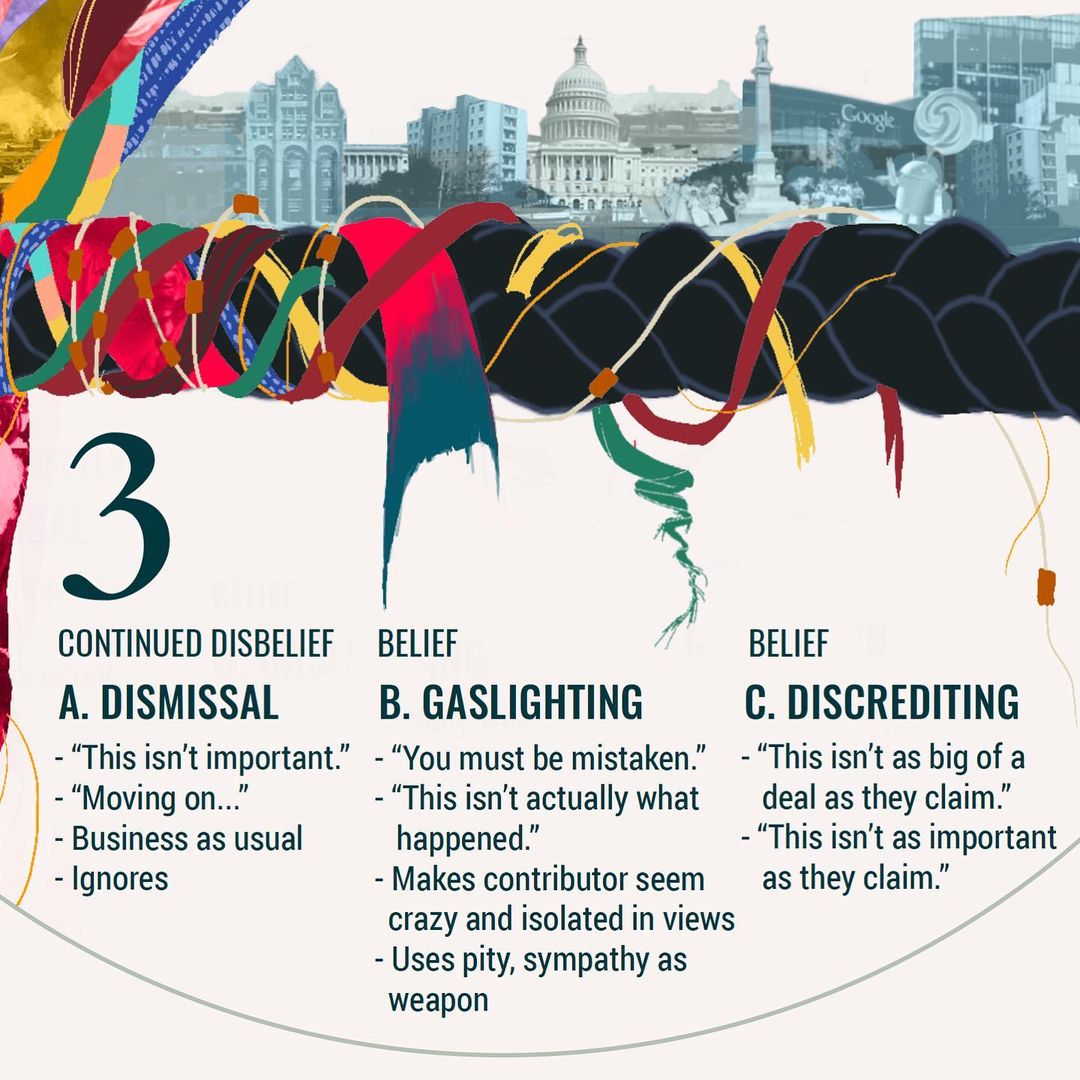 Google
3
CONTINUED DISBELIEF
A. DISMISSAL
- “This isn’t important.”
- “Moving on...”
- Business as usual
- Ignores
BELIEF
B. GASLIGHTING
- “You must be mistaken.”
- “This isn’t actually what
happened.”
- Makes contributor seem
crazy and isolated in views
- Uses pity, sympathy as
weapon
BELIEF
C. DISCREDITING
- “This isn’t as big of a
deal as they claim.”
- “This isn’t as important
as they claim.”